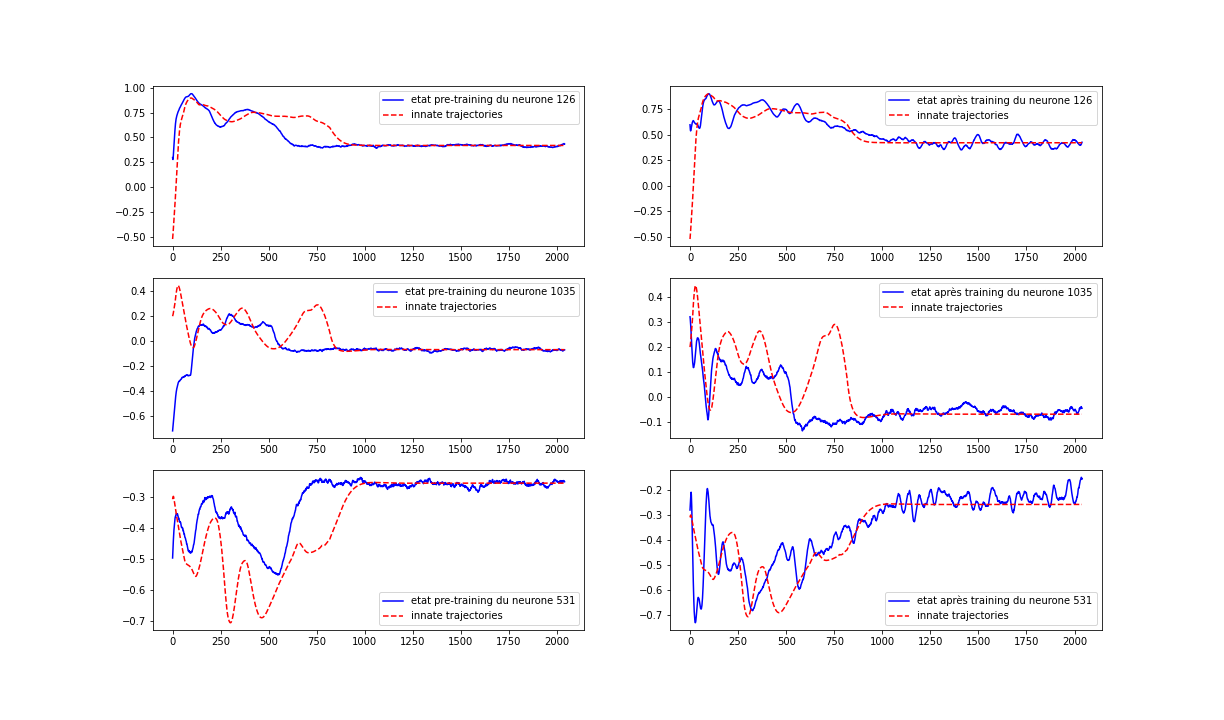 1.00
0.75
0.50
0.25
0.00
−0.25
−0.50
0 250 500 750 1000 1250 1500 1750 2000
etat pre-training du neurone 126
innate trajectories
0.75
0.50
0.25
0.00
−0.25
−0.50
0 250 500 750 1000 1250 1500 1750 2000
etat après training du neurone 126
innate trajectories
0.4
0.2
0.0
−0.2
−0.4
−0.6
0 250 500 750 1000 1250 1500 1750 2000
etat pre-training du neurone 1035
innate trajectories
0.4
0.3
0.2
0.1
0.0
−0.1
0 250 500 750 1000 1250 1500 1750 2000
etat après training du neurone 1035
innate trajectories
−0.3
−0.4
−0.5
−0.6
−0.7
0 250 500 750 1000 1250 1500 1750 2000
etat pre-training du neurone 531
innate trajectories
−0.2
−0.3
−0.4
−0.5
−0.6
−0.7
0 250 500 750 1000 1250 1500 1750 2000
etat après training du neurone 531
innate trajectories